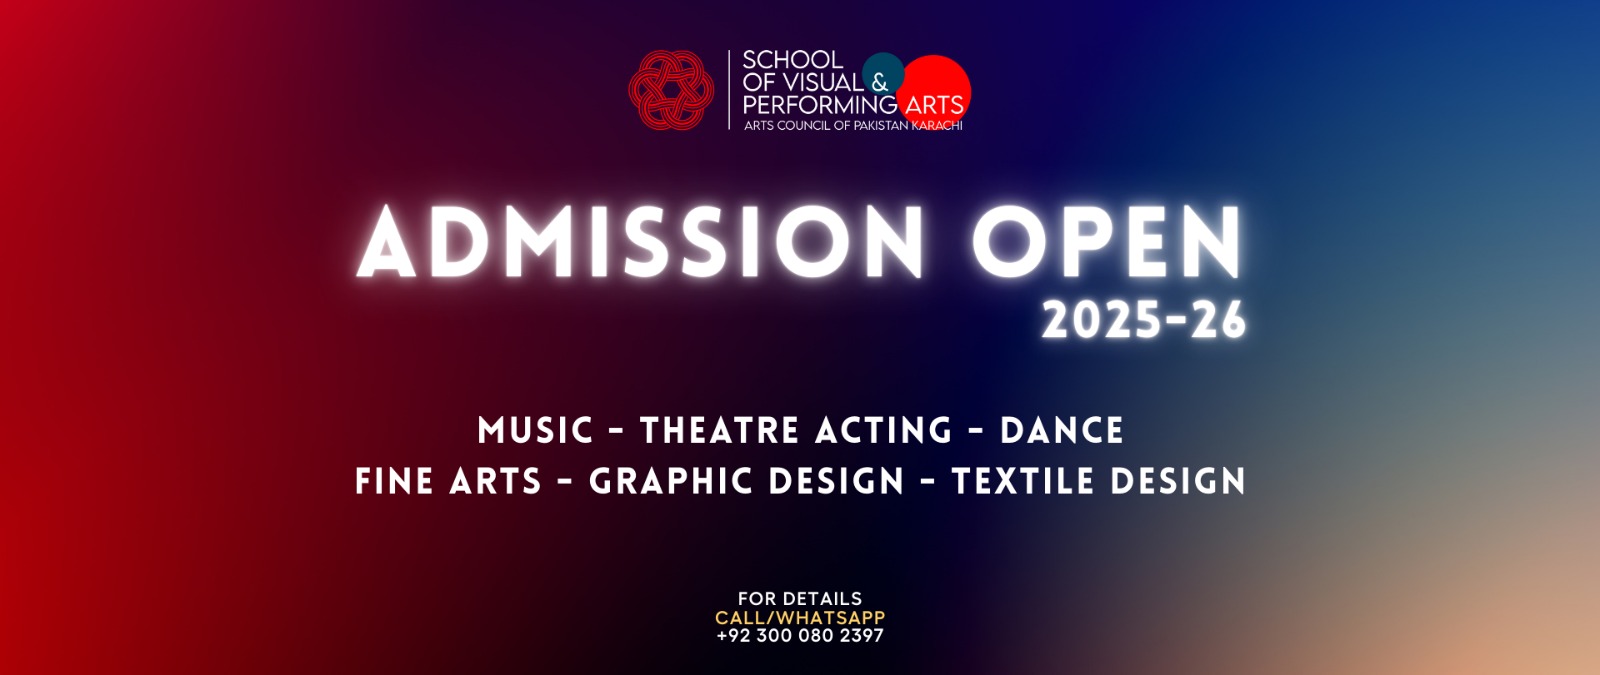 SCHOOL
OF VISUAL &
PERFORMING ARTS
ARTS COUNCIL OF PAKISTAN KARACHI
ADMISSION OPEN
2025-26
MUSIC - THEATRE ACTING - DANCE
FINE ARTS - GRAPHIC DESIGN - TEXTILE DESIGN
FOR DETAILS
CALL/WHATSAPP
+92 300 080 2397